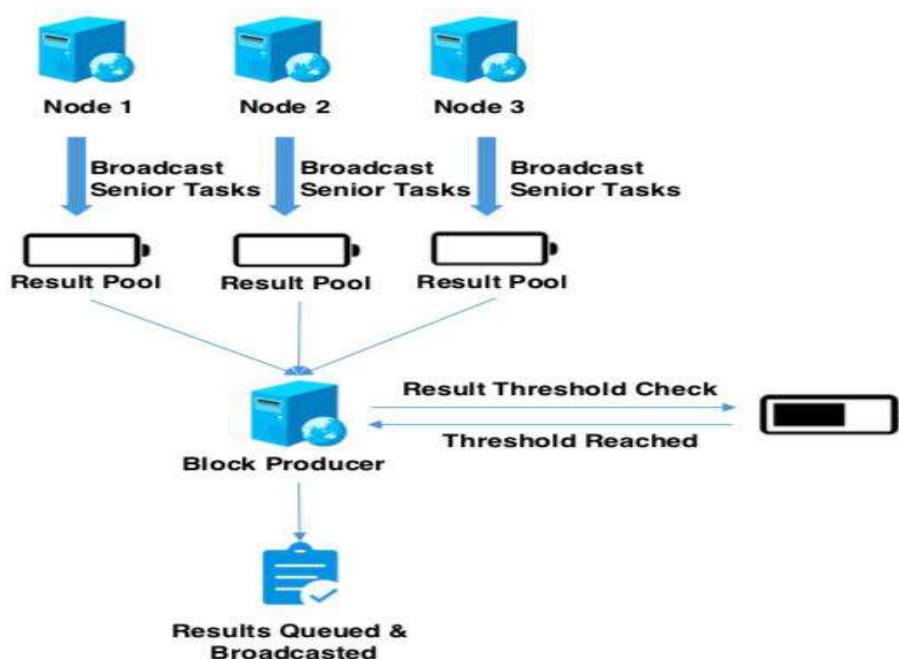 Node 1
Node 2
Node 3
Broadcast
Senior Tasks
Broadcast
Senior Tasks
Broadcast
Senior Tasks
Result Pool
Result Pool
Result Pool
Result Threshold Check
Threshold Reached
Block Producer
Results Queued &
Broadcasted